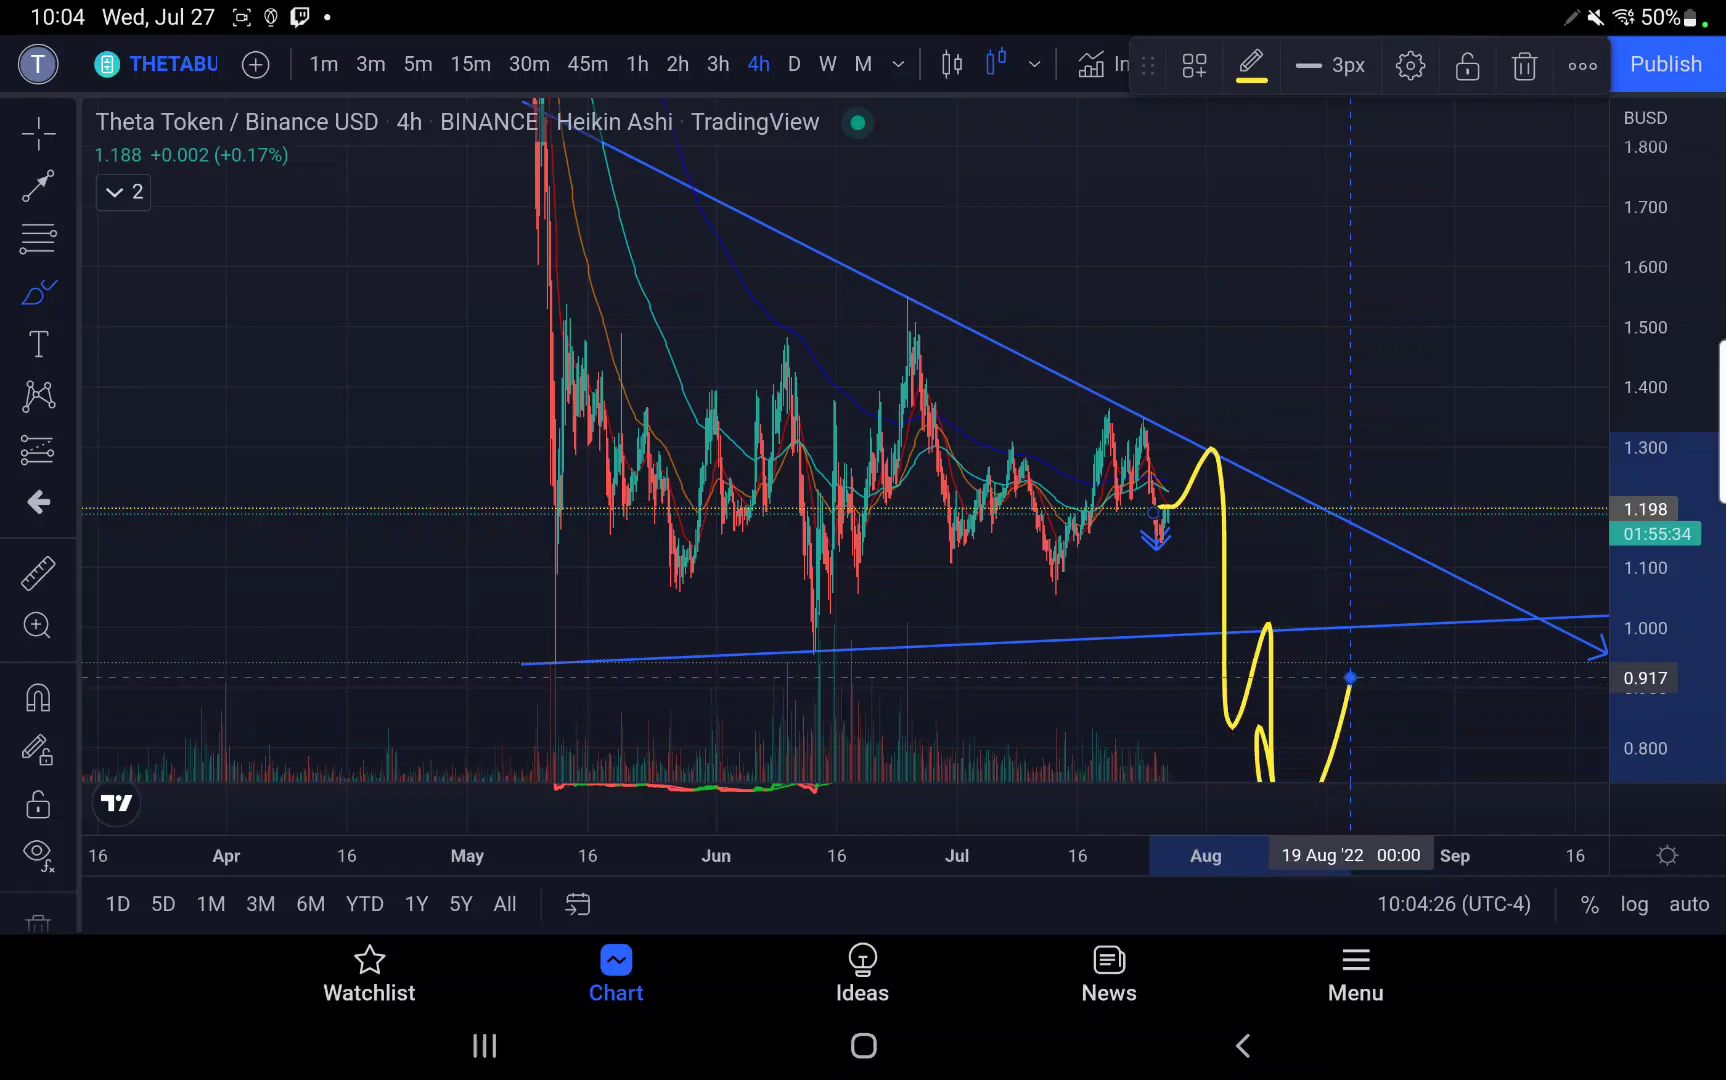 10:04 Wed, Jul 27
50%
T
THETABU
1m 3m 5m 15m 30m 45m 1h 2h 3h 4h D W M
In
3px
Publish
Theta Token / Binance USD · 4h · BINANCE · Heikin Ashi · TradingView
1.188 +0.002 (+0.17%)
2
BUSD
1.800
1.700
1.600
1.500
1.400
1.300
1.198
01:55:34
1.100
1.000
0.917
0.800
16 Apr 16 May 16 Jun 16 Jul 16 Aug 19 Aug '22 00:00 Sep 16
1D 5D 1M 3M 6M YTD 1Y 5Y All
10:04:26 (UTC-4) % log auto
Watchlist Chart Ideas News Menu